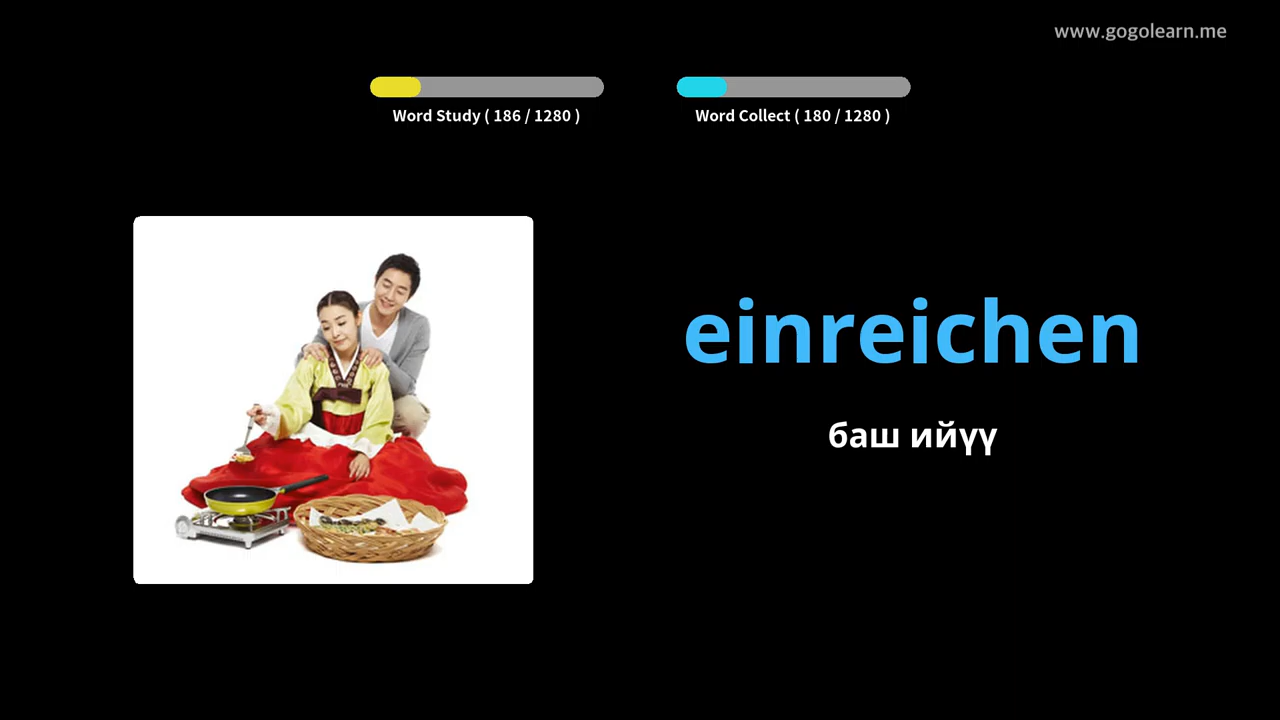 www.gogolearn.me
Word Study ( 186 / 1280 )
Word Collect ( 180 / 1280 )
einreichen
баш ийүү